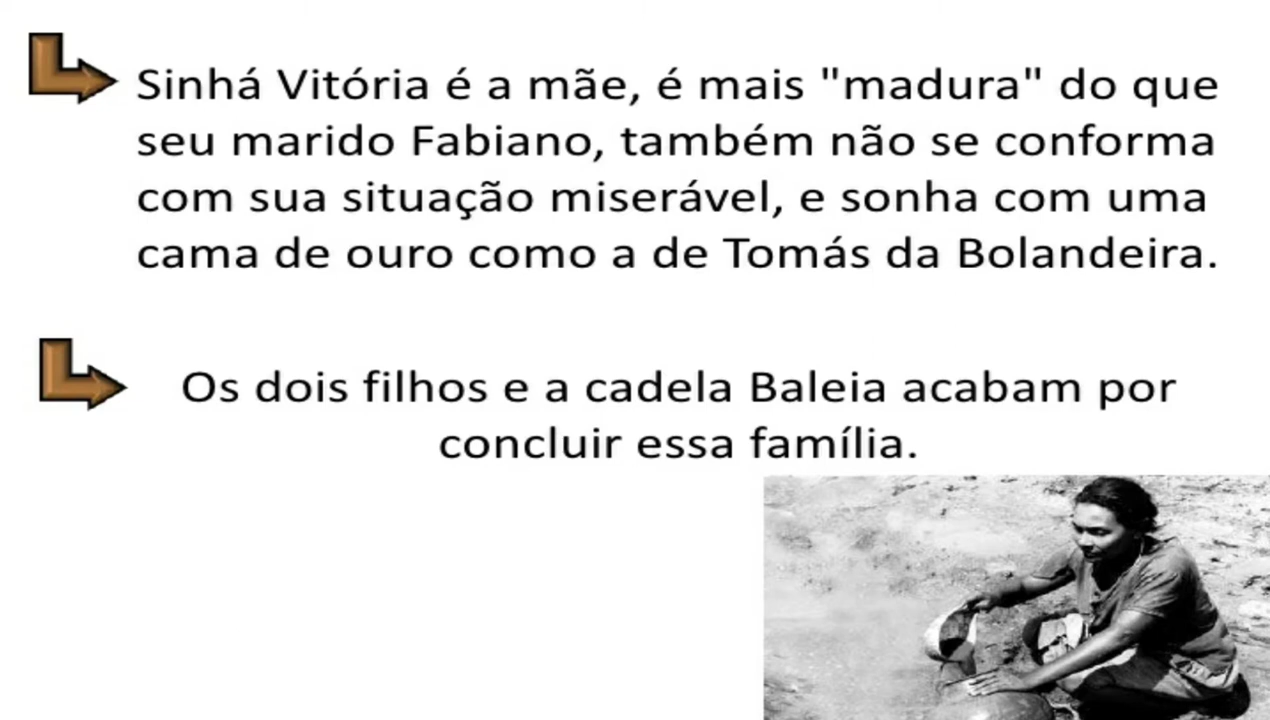 Sinhá Vitória é a mãe, é mais "madura" do que
seu marido Fabiano, também não se conforma
com sua situação miserável, e sonha com uma
cama de ouro como a de Tomás da Bolandeira.
Os dois filhos e a cadela Baleia acabam por
concluir essa família.